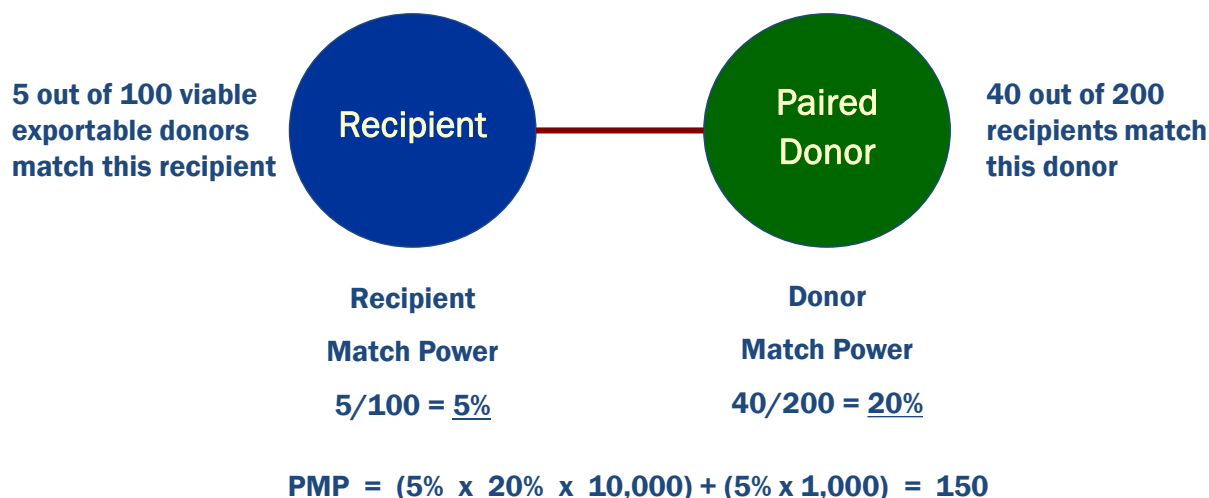 5 out of 100 viable
exportable donors
match this recipient
Recipient
Paired
Donor
40 out of 200
recipients match
this donor
Recipient
Match Power
5/100 = 5%
Donor
Match Power
40/200 = 20%
PMP = (5% x 20% x 10,000) + (5% x 1,000) = 150